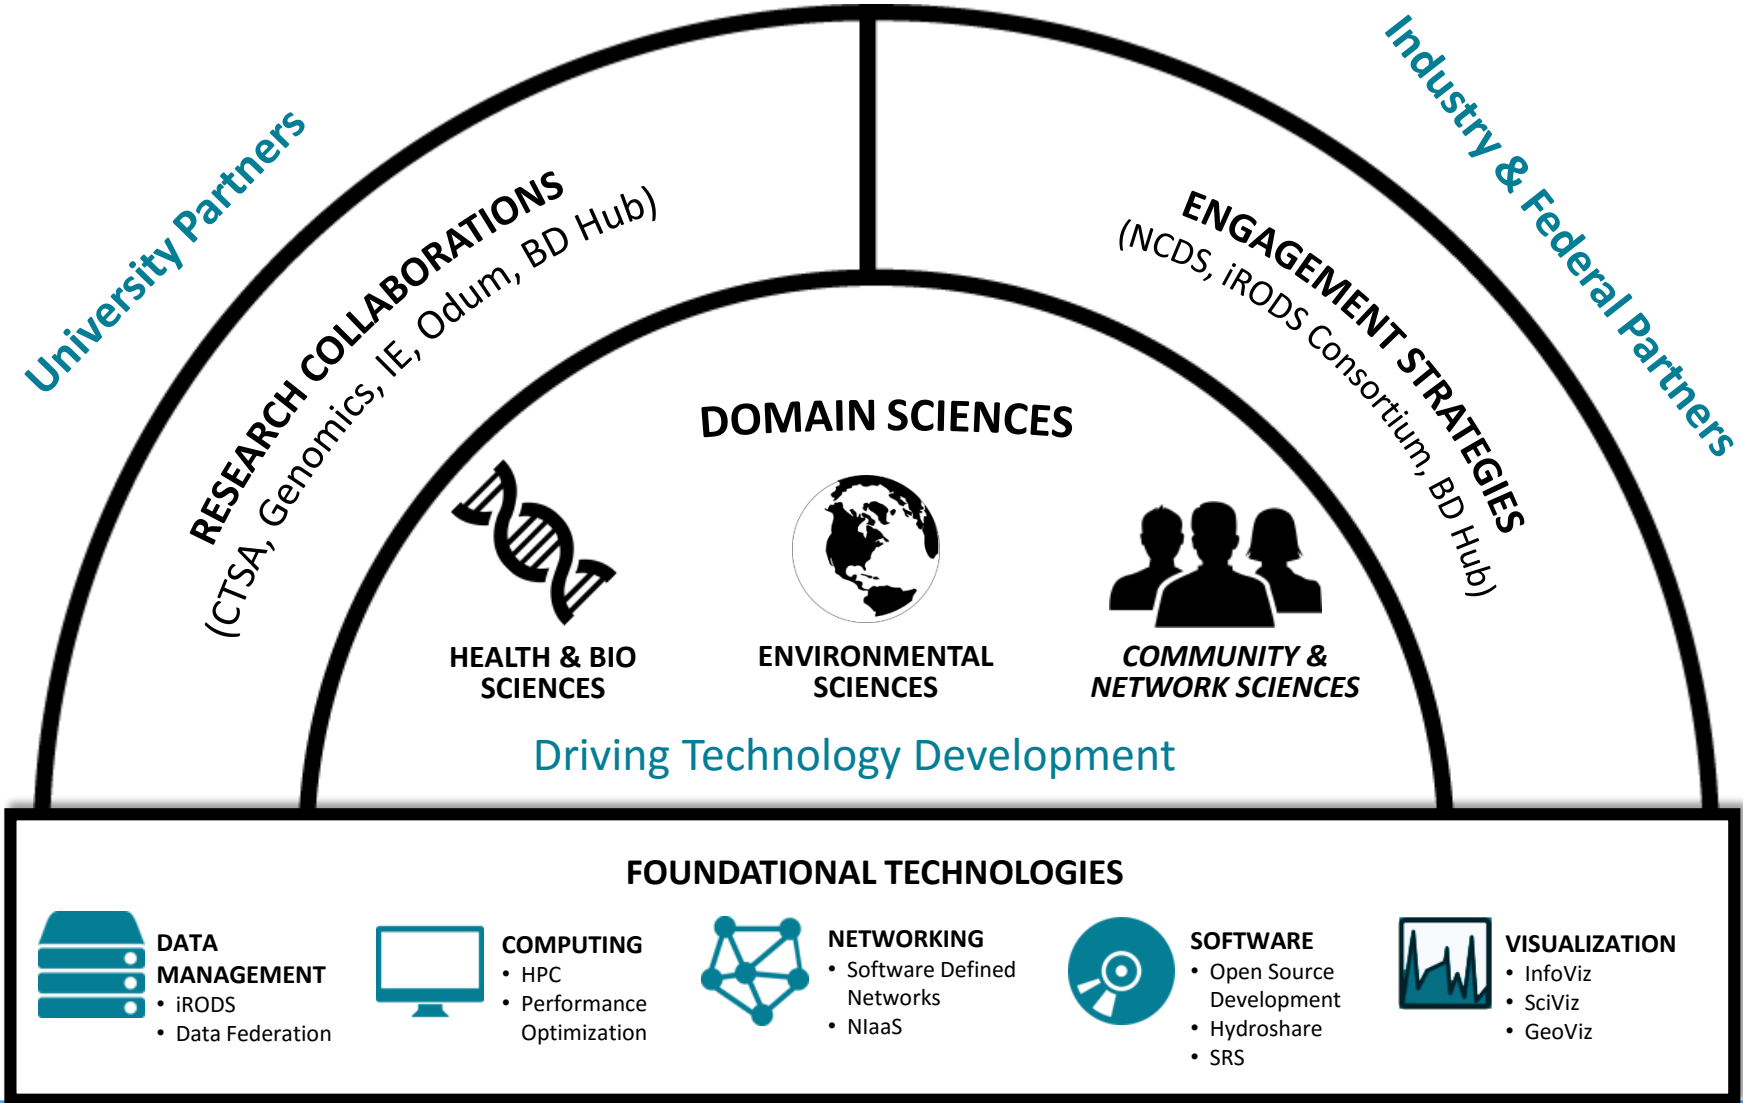 University Partners
Industry & Federal Partners
RESEARCH COLLABORATIONS
(CTSA, Genomics, IE, Odum, BD Hub)
ENGAGEMENT STRATEGIES
(NCDS, iRODS Consortium, BD Hub)
DOMAIN SCIENCES
HEALTH & BIO
SCIENCES
ENVIRONMENTAL
SCIENCES
COMMUNITY &
NETWORK SCIENCES
Driving Technology Development
FOUNDATIONAL TECHNOLOGIES
DATA
MANAGEMENT
• iRODS
• Data Federation
COMPUTING
• HPC
• Performance
Optimization
NETWORKING
• Software Defined
Networks
• NIaaS
SOFTWARE
• Open Source
Development
• Hydroshare
• SRS
VISUALIZATION
• InfoViz
• SciViz
• GeoViz